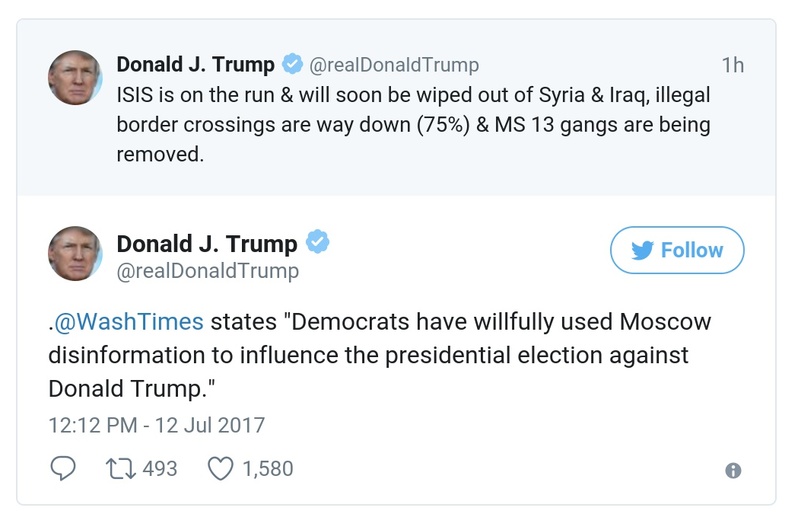 Donald J. Trump @realDonaldTrump 1h
ISIS is on the run & will soon be wiped out of Syria & Iraq, illegal
border crossings are way down (75%) & MS 13 gangs are being
removed.
Donald J. Trump
@realDonaldTrump
Follow
.@WashTimes states "Democrats have willfully used Moscow
disinformation to influence the presidential election against
Donald Trump."
12:12 PM - 12 Jul 2017
493 1,580